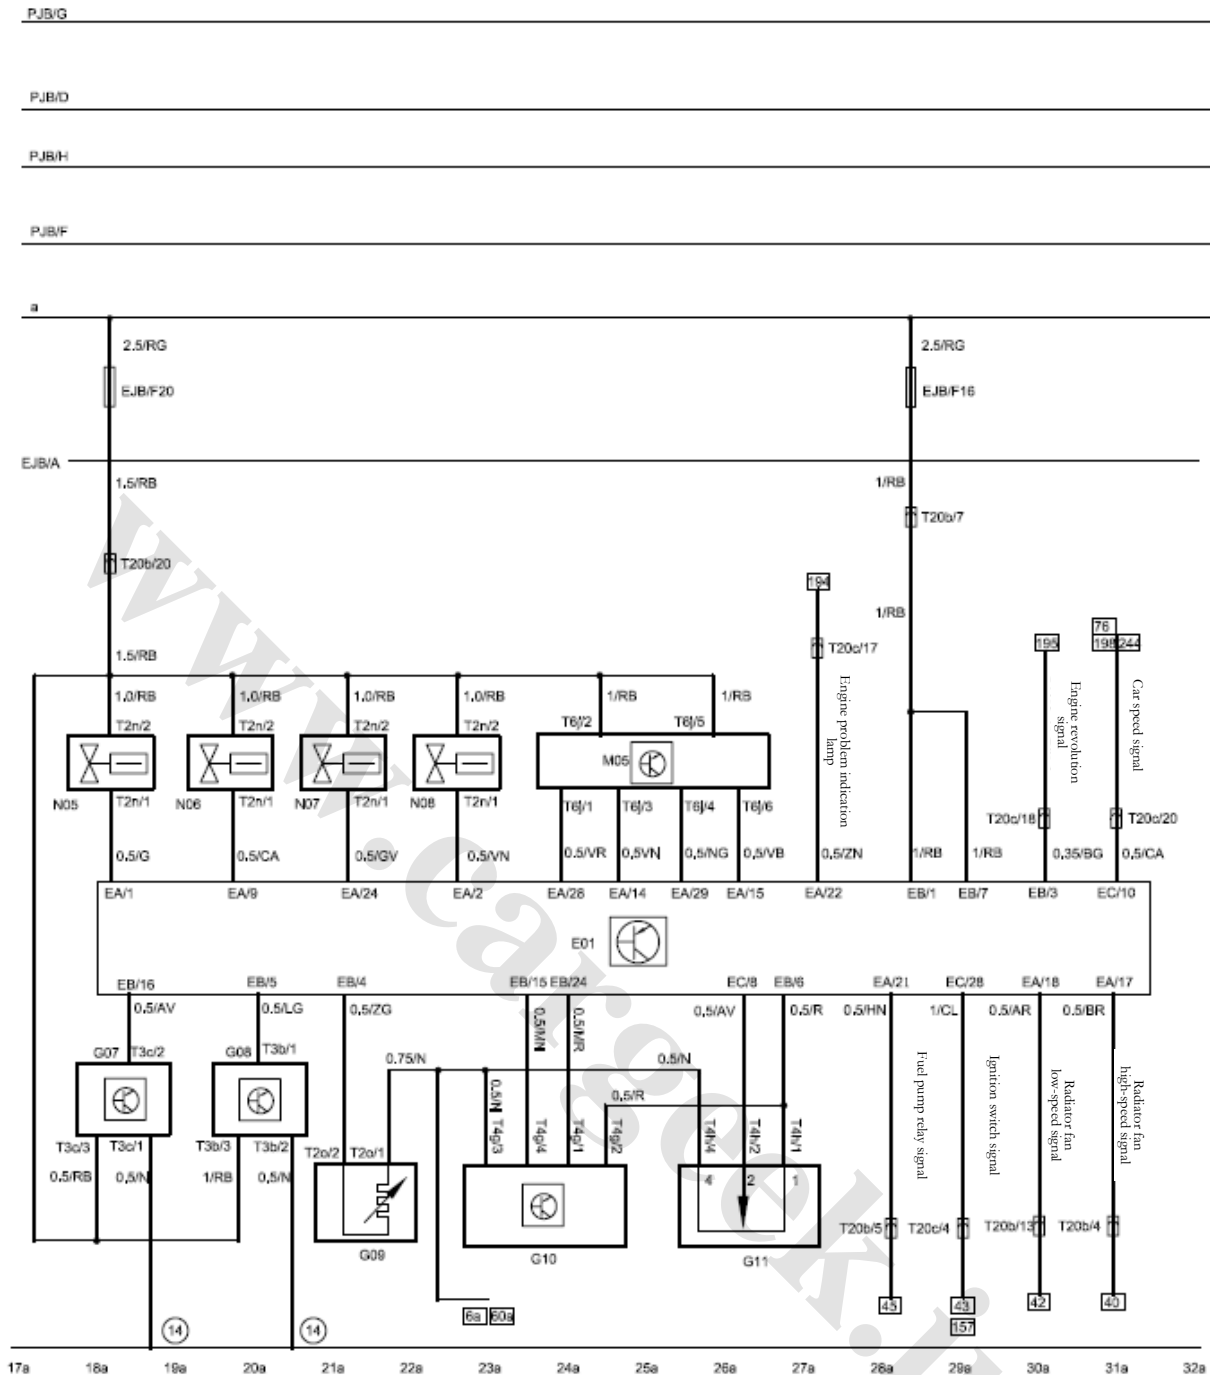 PJB/G
PJB/D
PJB/H
PJB/F
a
2.5/RG 2.5/RG
EJB/F20 EJB/F16
EJB/A
1.5/RB 1/RB
T20b/7
T20b/20
194
1/RB
76
195 198 244
T20c/17
1.5/RB
1.0/RB 1.0/RB 1.0/RB 1.0/RB 1/RB 1/RB
Engine problem indication lamp
Engine revolution signal
Car speed signal
T2n/2 T2n/2 T2n/2 T2n/2 T6j/2 T6j/5
M05
N05 T2n/1 N06 T2n/1 N07 T2n/1 N08 T2n/1 T6j/1 T6j/3 T6j/4 T6j/6
T20c/18 T20c/20
0.5/G 0.5/CA 0.5/GV 0.5/VN 0.5/VR 0.5/VN 0.5/NG 0.5/VB 0.5/ZN 1/RB 1/RB 0.35/BG 0.5/CA
EA/1 EA/9 EA/24 EA/2 EA/28 EA/14 EA/29 EA/15 EA/22 EB/1 EB/7 EB/3 EC/10
E01
EB/16 EB/5 EB/4 EB/15 EB/24 EC/8 EB/6 EA/21 EC/28 EA/18 EA/17
0.5/AV 0.5/LG 0.5/ZG 0.5/MN 0.5/MR 0.5/AV 0.5/R 0.5/HN 1/CL 0.5/AR 0.5/BR
G07 T3c/2 G08 T3b/1 0.75/N 0.5/N
0.5/N 0.5/R
Fuel pump relay signal
Ignition switch signal
Radiator fan low-speed signal
Radiator fan high-speed signal
T4g/3 T4g/4 T4g/1 T4g/2 T4h/4 T4h/2 T4h/1
T3c/3 T3c/1 T3b/3 T3b/2 T2o/2 T2o/1
0.5/RB 0.5/N 1/RB 0.5/N
4 2 1
T20b/5 T20c/4 T20b/13 T20b/4
G09 G10 G11
45 43 42 40
157
6a 60a
14 14
17a 18a 19a 20a 21a 22a 23a 24a 25a 26a 27a 28a 29a 30a 31a 32a